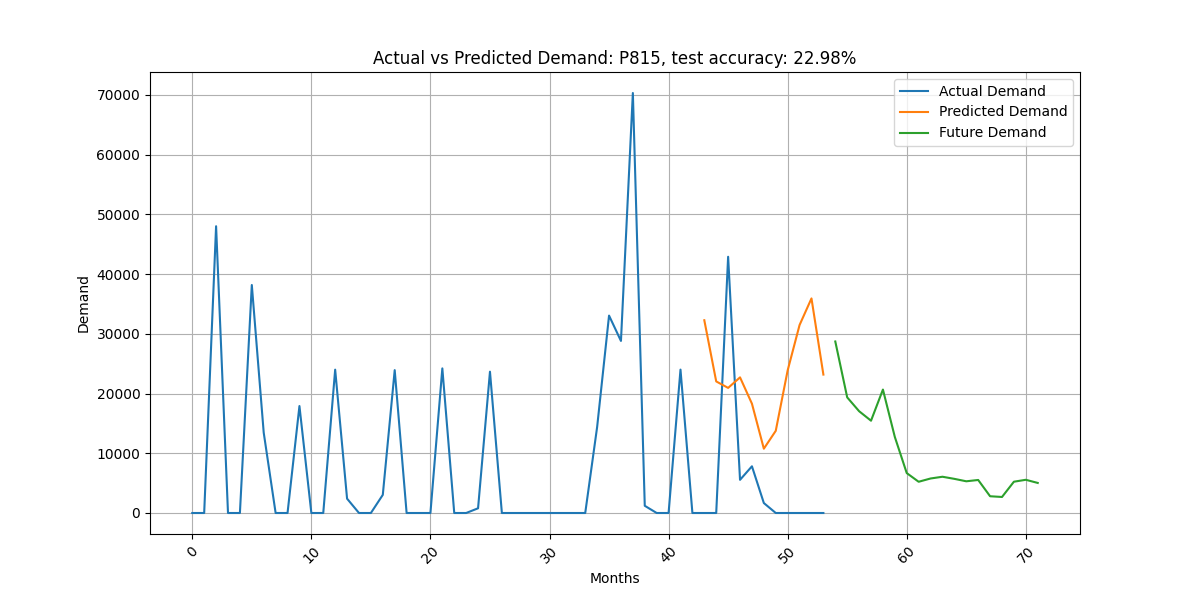 Actual vs Predicted Demand: P815, test accuracy: 22.98%
Actual Demand
Predicted Demand
Future Demand
70000
60000
50000
40000
30000
20000
10000
0
Demand
0
10
20
30
40
50
60
70
Months